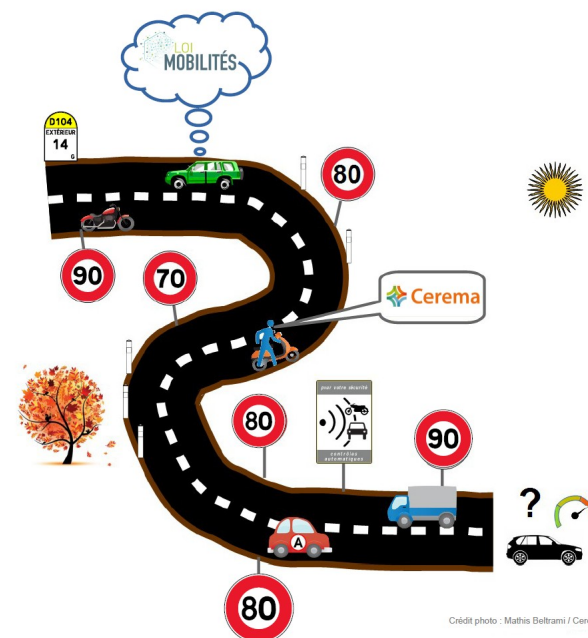 LOI
MOBILITÉS
D104
EXTÉRIEUR
14
G
80
90
70
Cerema
pour votre sécurité
contrôles
automatiques
80
90
A
?
80
Crédit photo : Mathis Beltrami / Cer